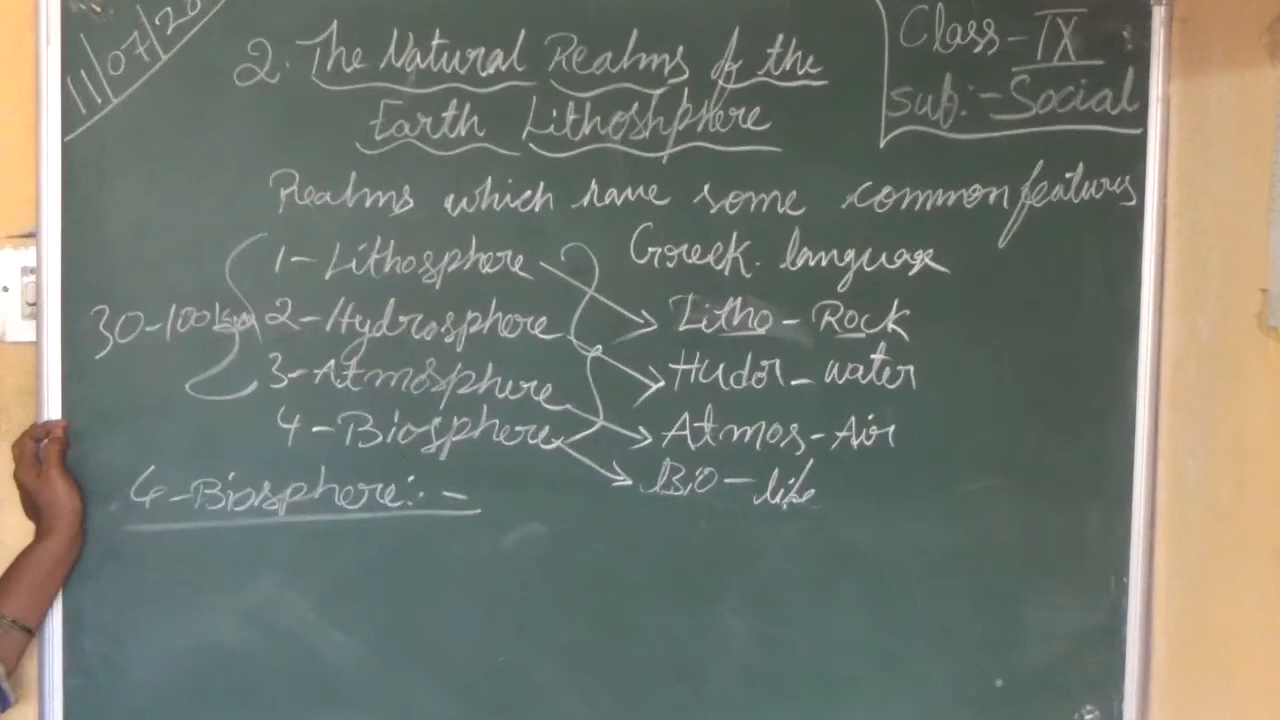 11/07/20
Class-IX
Sub:-Social
2. The Natural Realms of the
Earth Lithoshphere
Realms which have some common features
Greek language
30-100km
1-Lithosphere
Litho-Rock
2-Hydrosphere
Hudor-water
3-Atmosphere
Atmos-Air
4-Biosphere
Bio-life
4-Biosphere:-